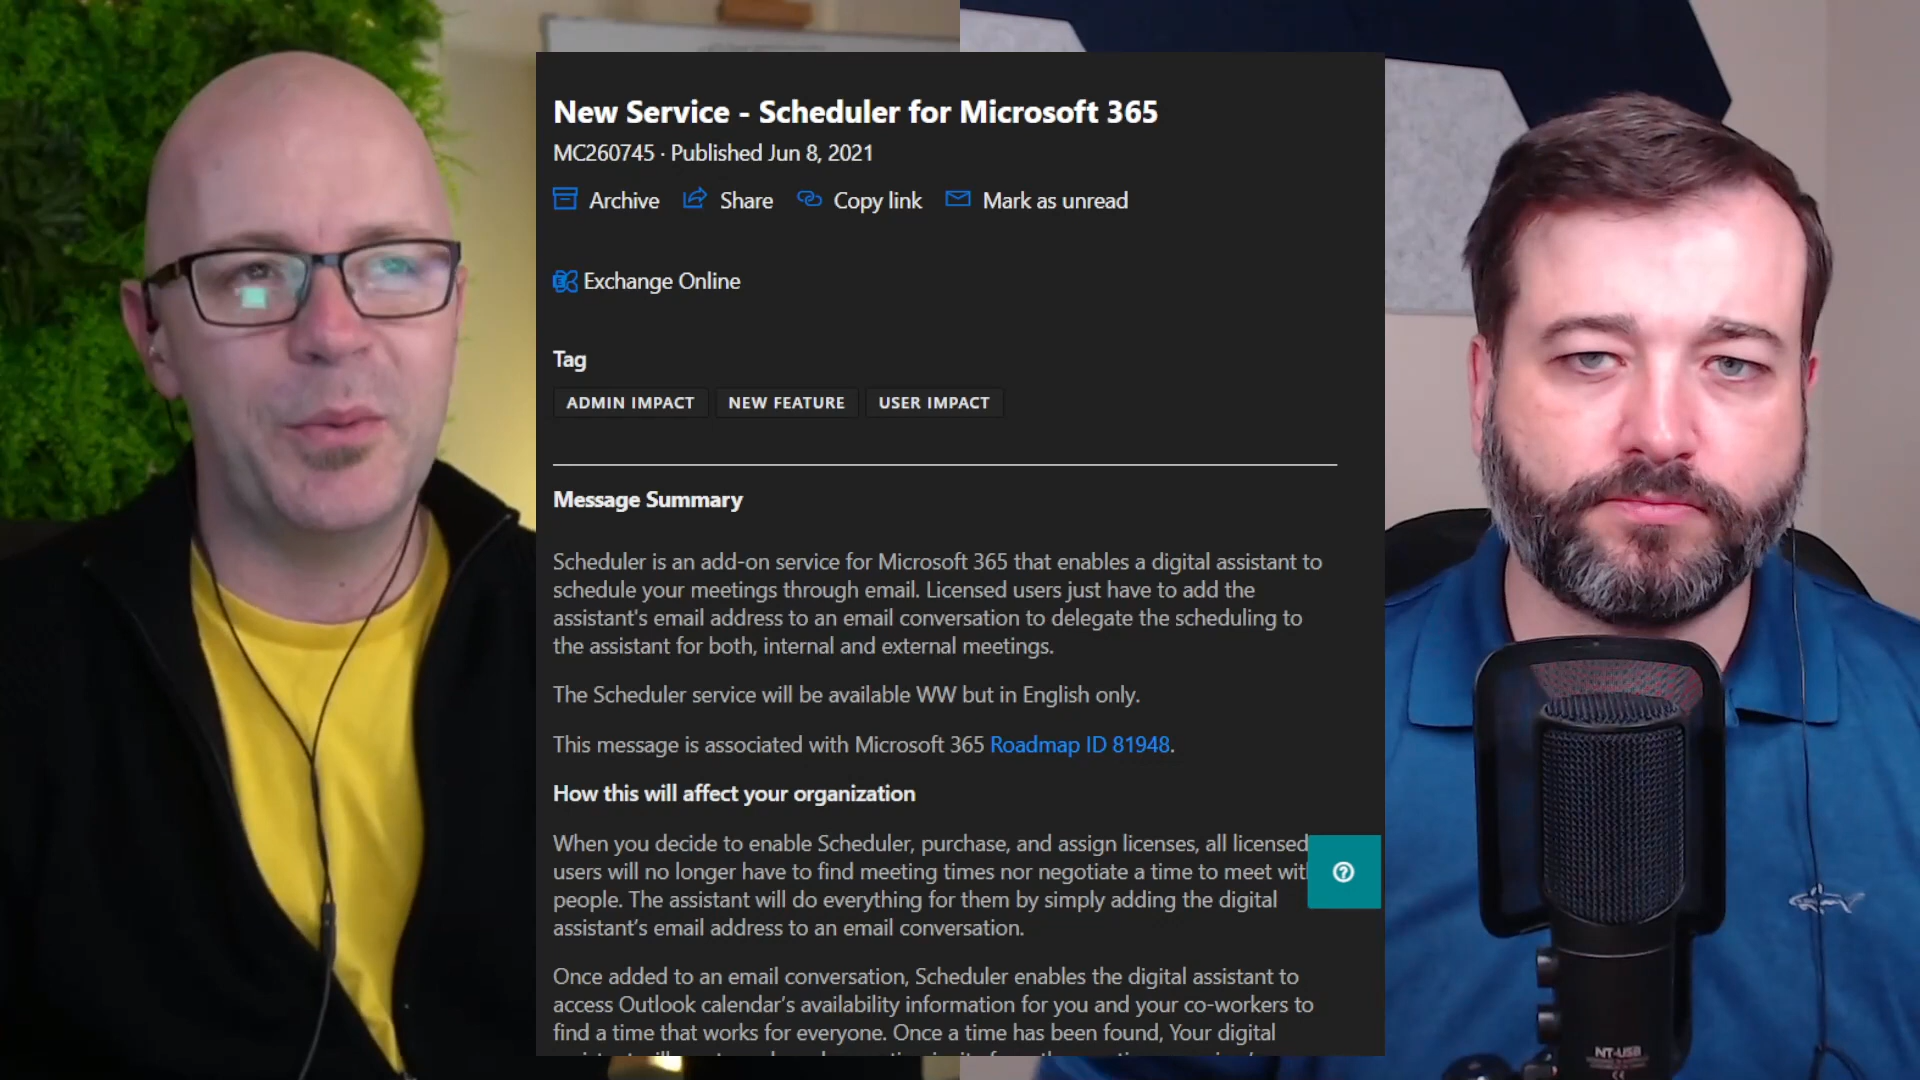 New Service - Scheduler for Microsoft 365
MC260745 · Published Jun 8, 2021
Archive Share Copy link Mark as unread
Exchange Online
Tag
ADMIN IMPACT NEW FEATURE USER IMPACT
Message Summary
Scheduler is an add-on service for Microsoft 365 that enables a digital assistant to
schedule your meetings through email. Licensed users just have to add the
assistant's email address to an email conversation to delegate the scheduling to
the assistant for both, internal and external meetings.
The Scheduler service will be available WW but in English only.
This message is associated with Microsoft 365 Roadmap ID 81948.
How this will affect your organization
When you decide to enable Scheduler, purchase, and assign licenses, all licensed
users will no longer have to find meeting times nor negotiate a time to meet
people. The assistant will do everything for them by simply adding the digital
assistant's email address to an email conversation.
Once added to an email conversation, Scheduler enables the digital assistant to
access Outlook calendar's availability information for you and your co-workers to
find a time that works for everyone. Once a time has been found, Your digital
NT-USB